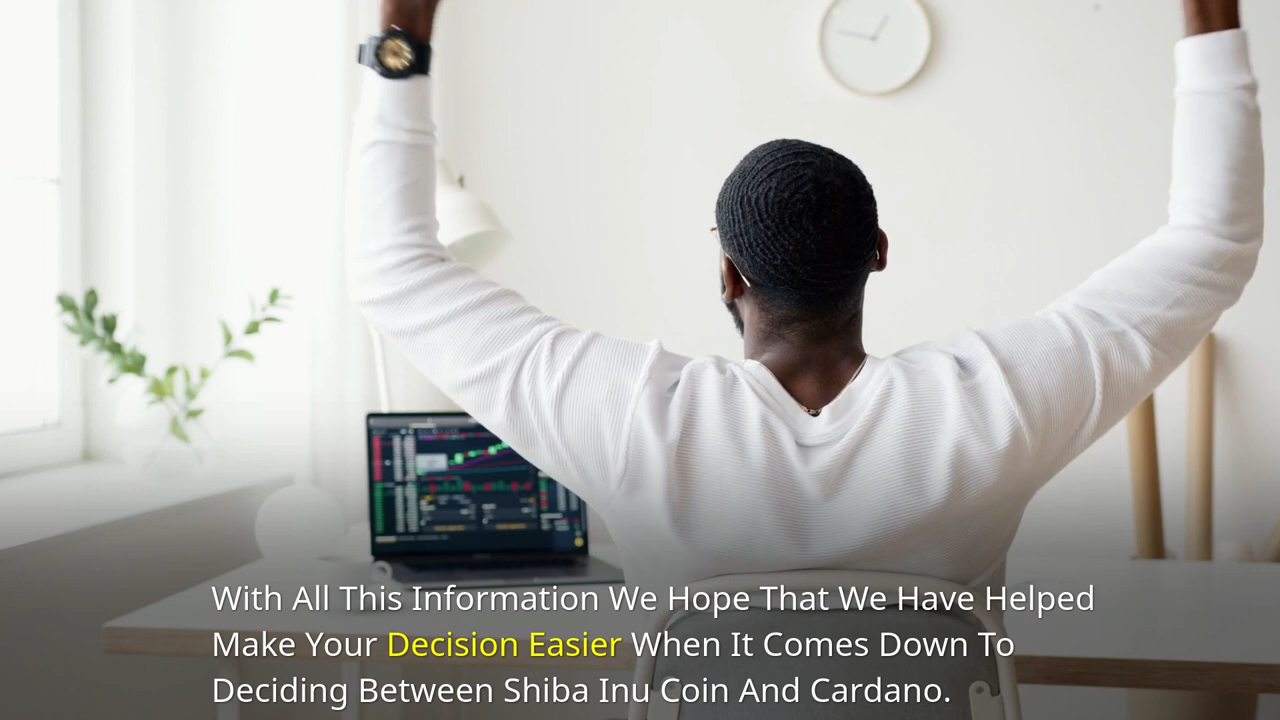 With All This Information We Hope That We Have Helped
Make Your Decision Easier When It Comes Down To
Deciding Between Shiba Inu Coin And Cardano.